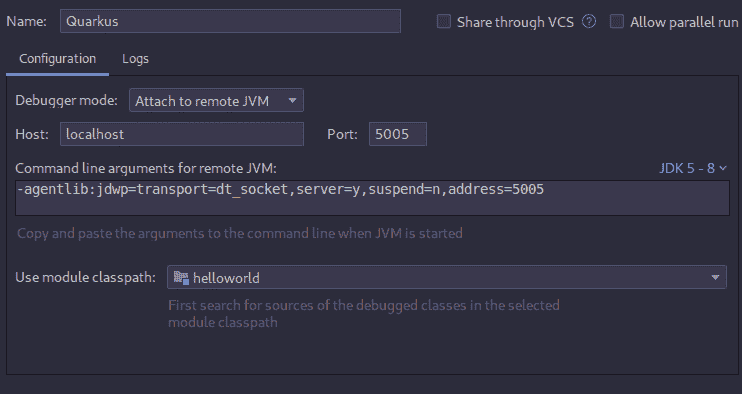 Name: Quarkus Share through VCS ? Allow parallel run
Configuration Logs
Debugger mode: Attach to remote JVM
Host: localhost Port: 5005
Command line arguments for remote JVM: JDK 5 - 8
-agentlib:jdwp=transport=dt_socket,server=y,suspend=n,address=5005
Copy and paste the arguments to the command line when JVM is started
Use module classpath: helloworld
First search for sources of the debugged classes in the selected
module classpath